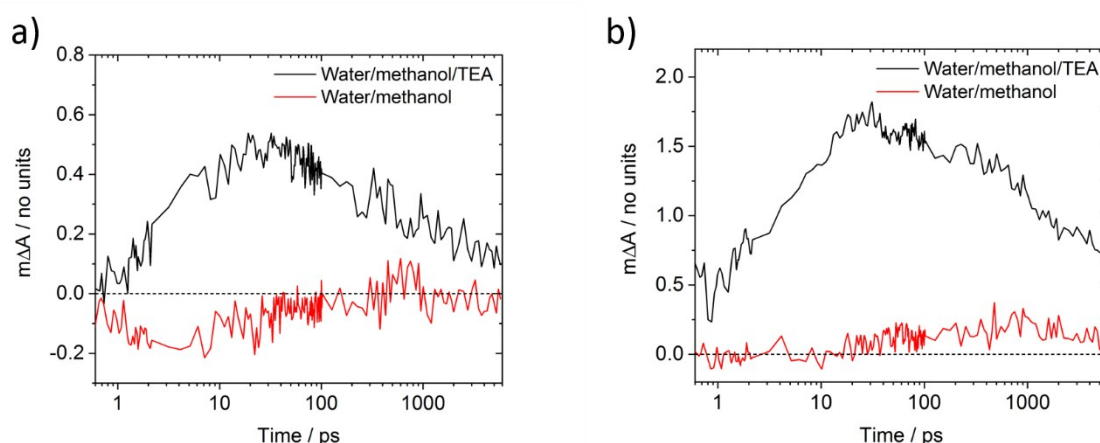 a)
0.8
0.6
0.4
0.2
0.0
-0.2
mΔA / no units
Water/methanol/TEA
Water/methanol
1
10
100
1000
Time / ps
b)
2.0
1.5
1.0
0.5
0.0
mΔA / no units
Water/methanol/TEA
Water/methanol
1
10
100
1000
Time / ps